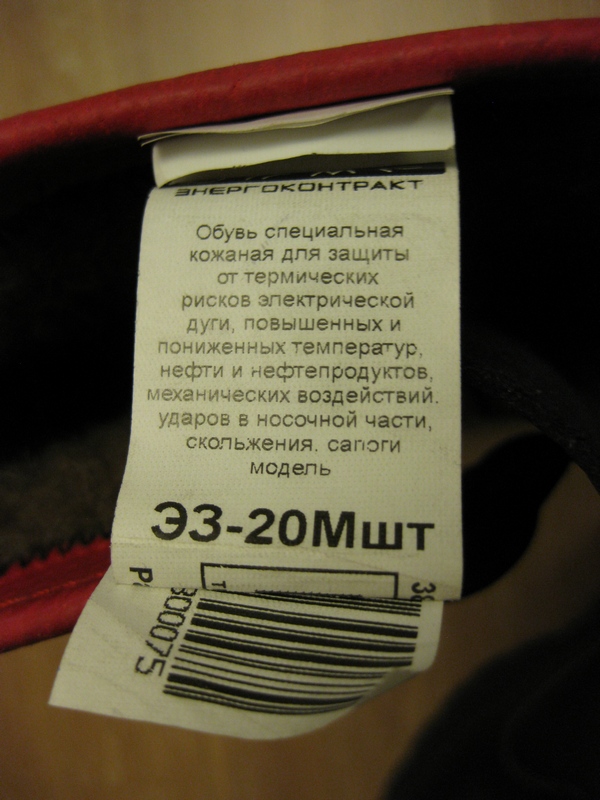 ЭНЕРГОКОНТРАКТ
Обувь специальная
кожаная для защиты
от термических
рисков электрической
дуги, повышенных и
пониженных температур,
нефти и нефтепродуктов,
механических воздействий.
ударов в носочной части,
скольжения. сапоги
модель
ЭЗ-20Мшт
300075